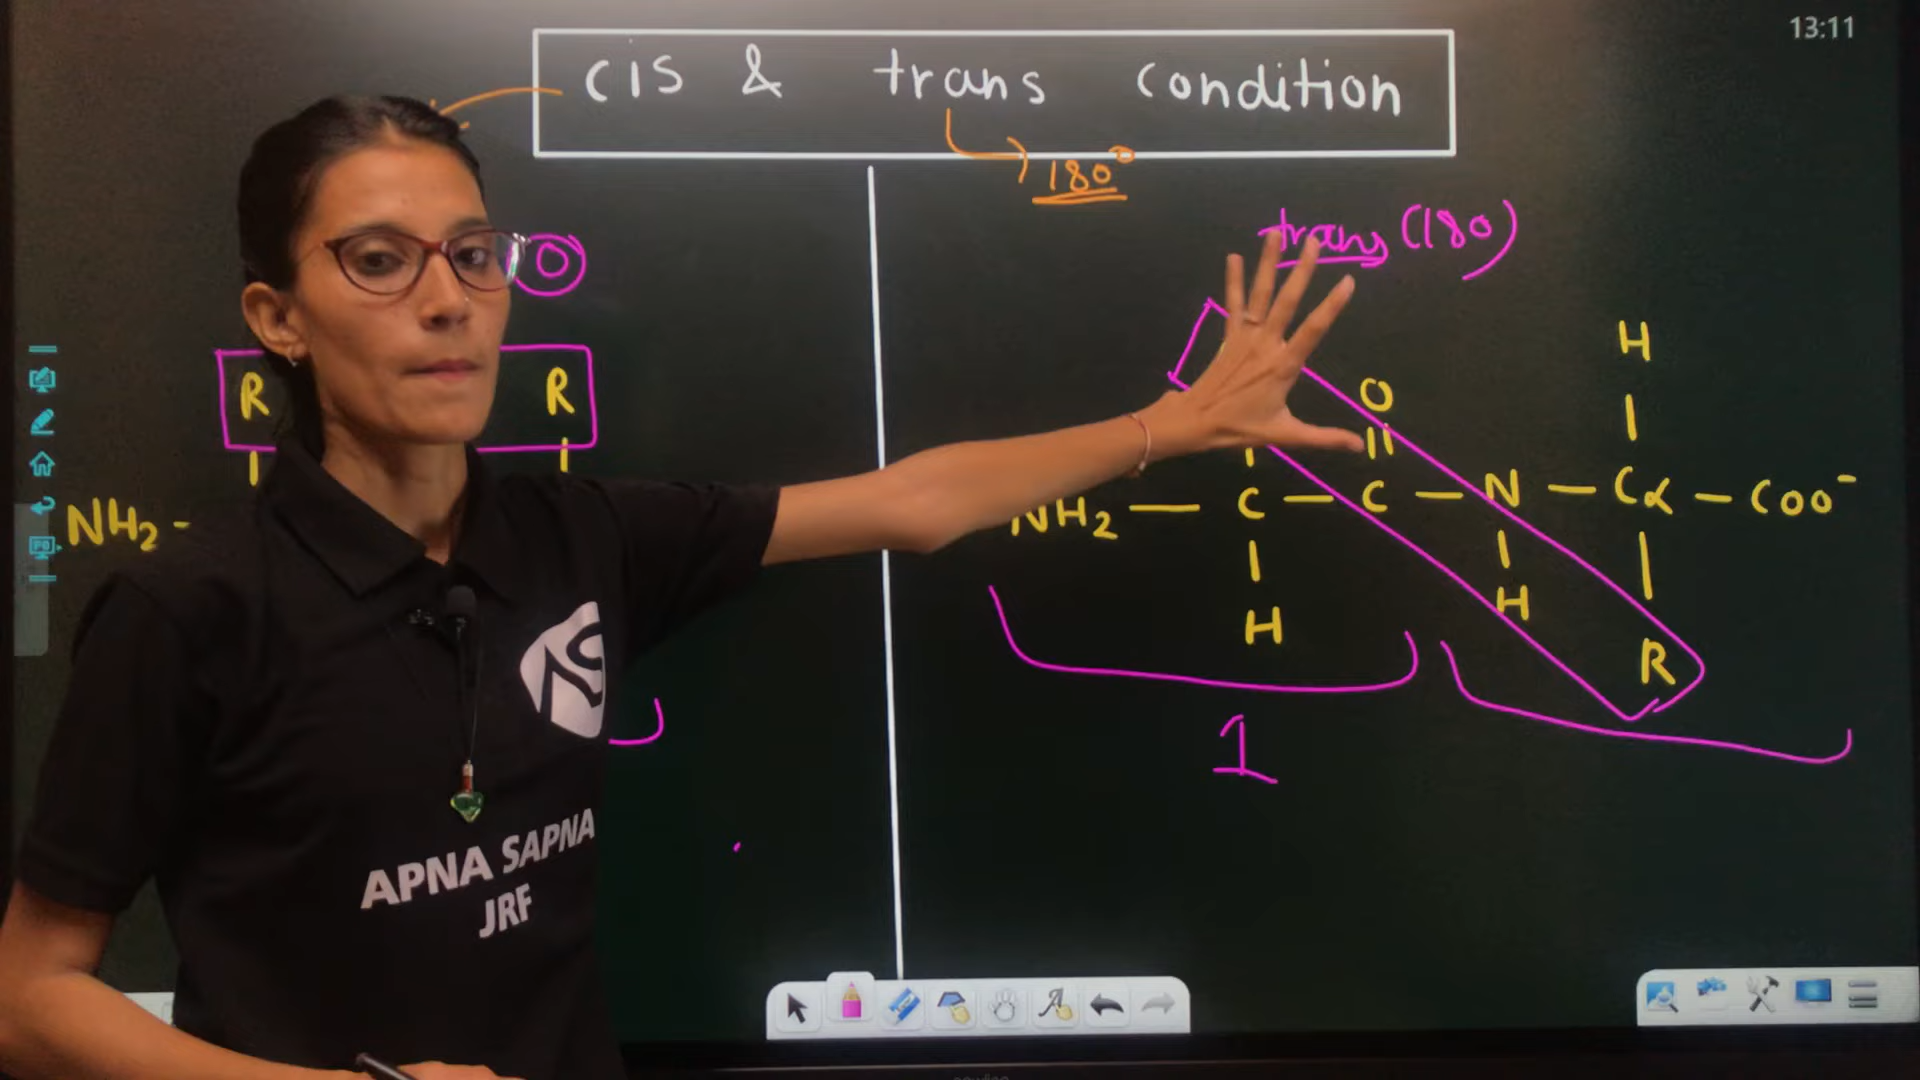 13:11
cis & trans condition
180°
trans (180)
O
H
R R
O
NH2 -
NH2 — C — C — N — Cα — COO-
H
H
R
1
APNA SAPNA
JRF